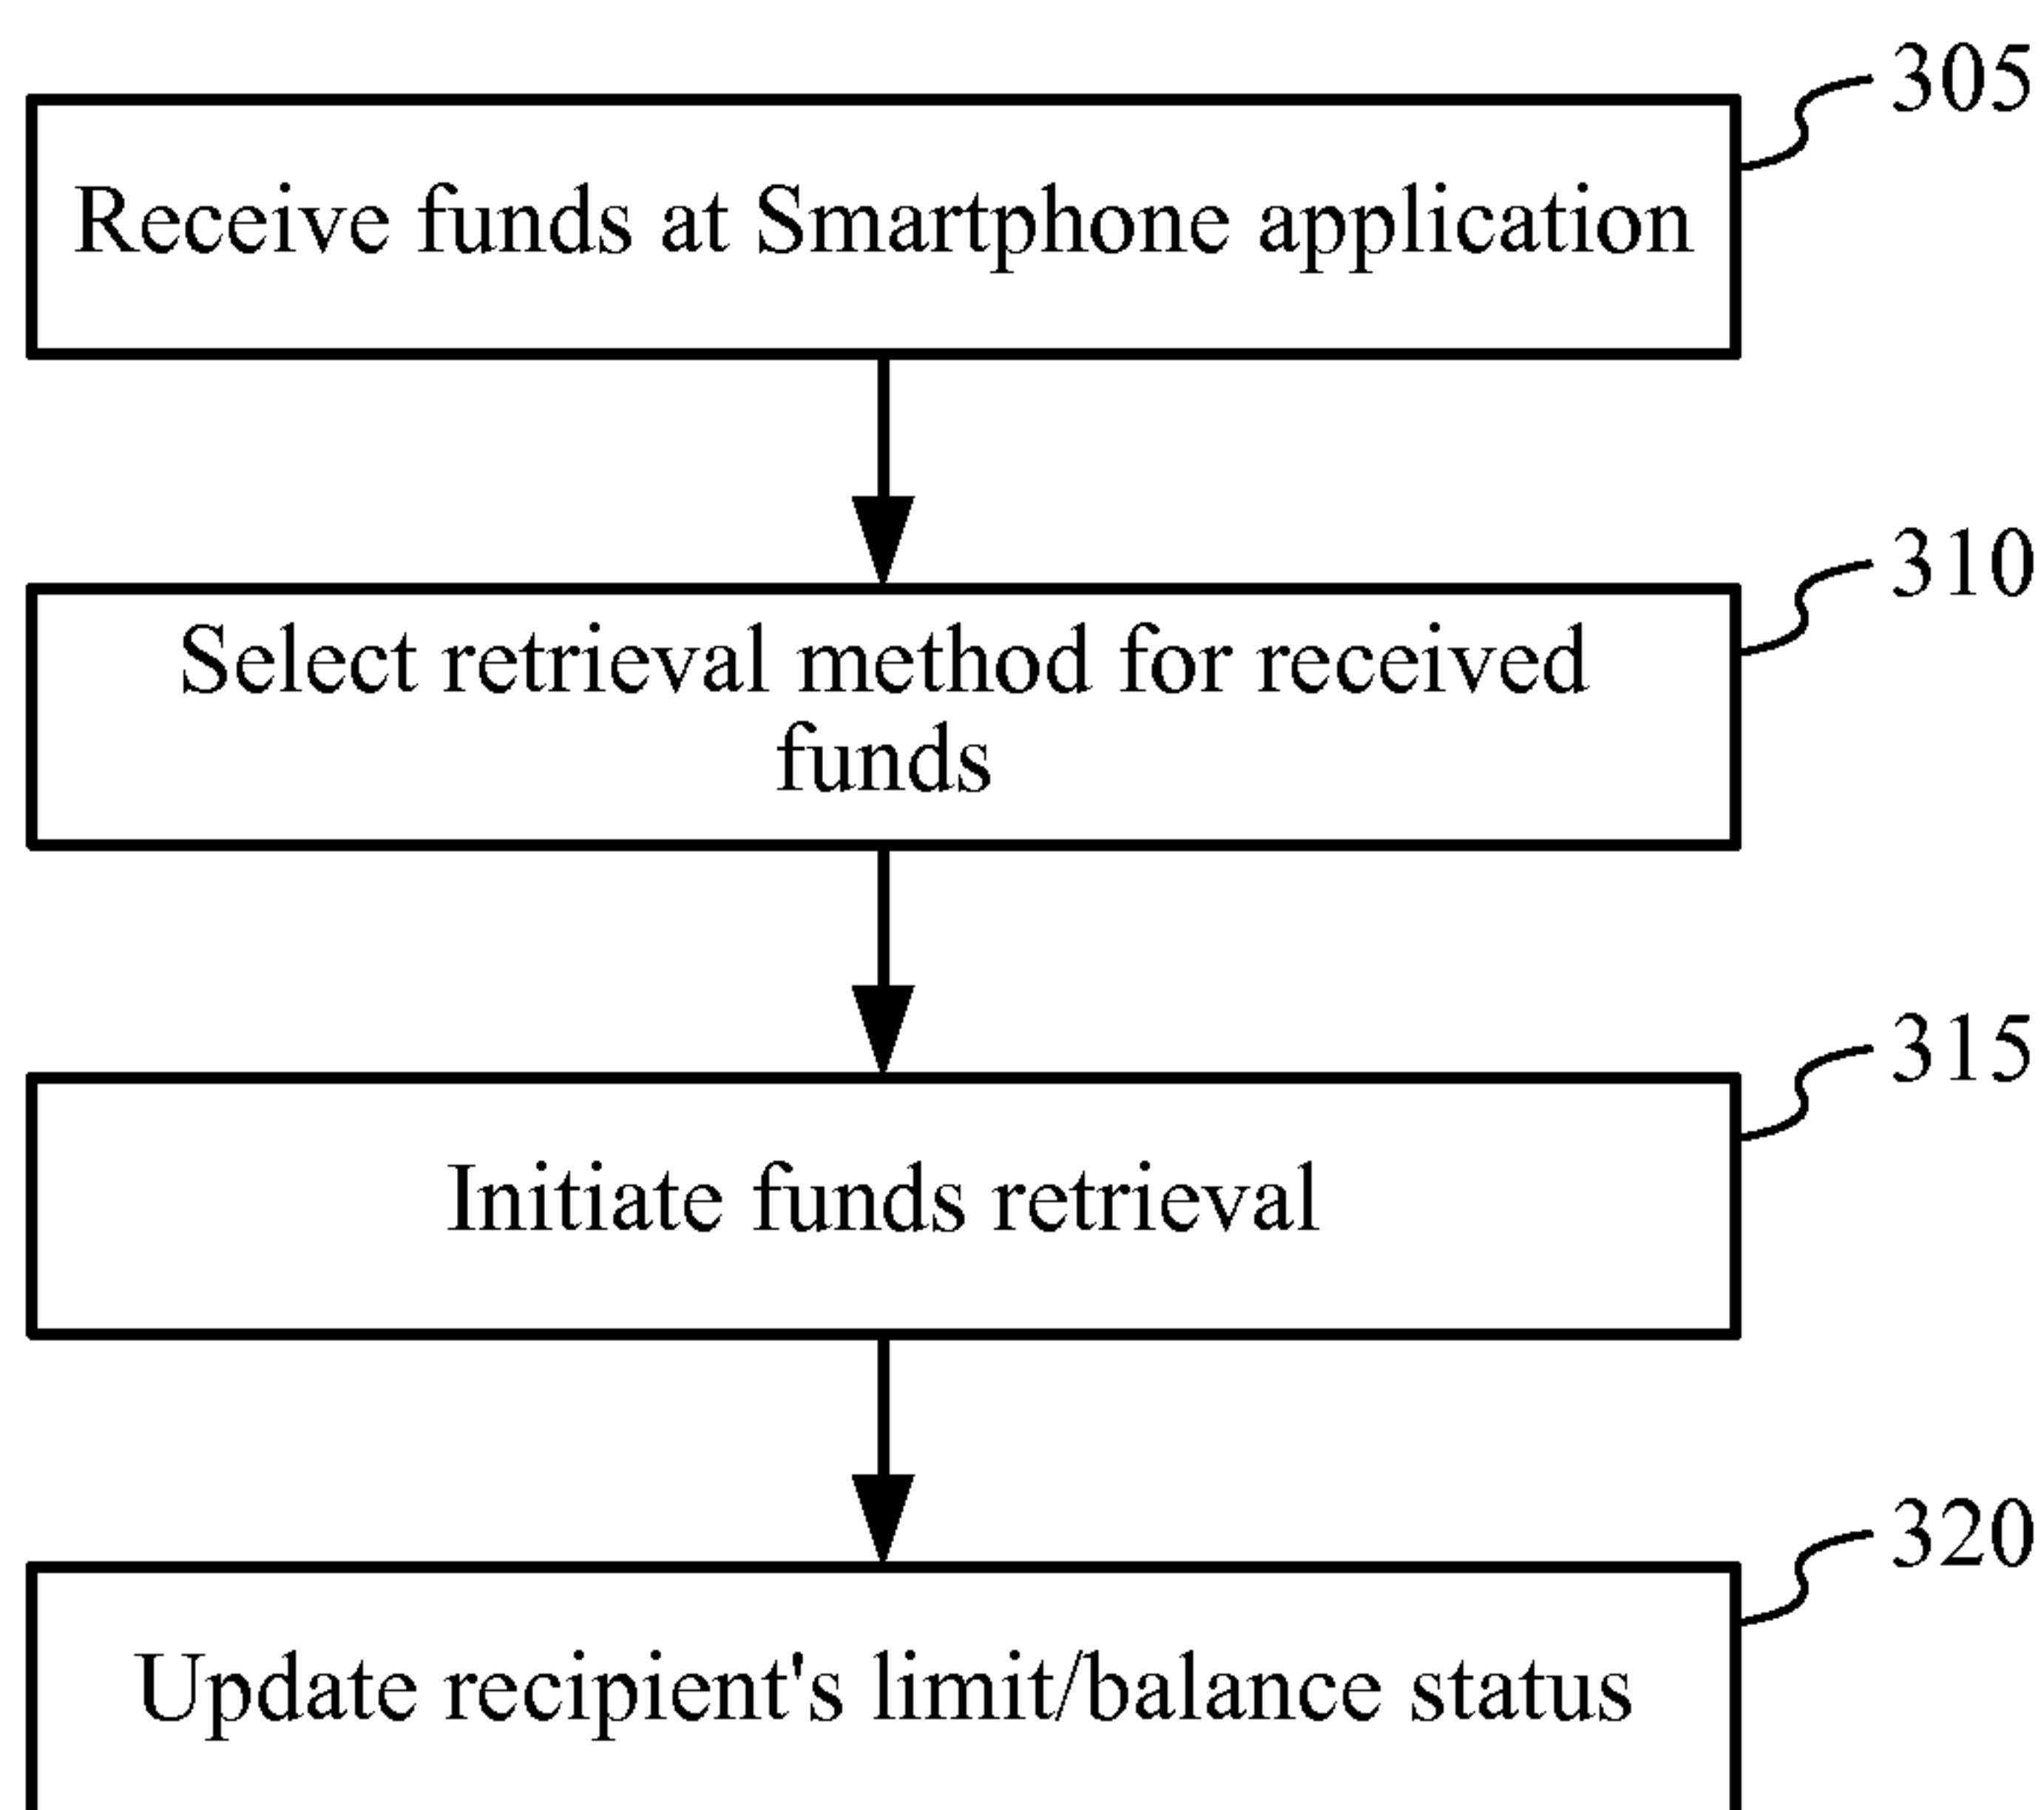 305
Receive funds at Smartphone application
310
Select retrieval method for received
funds
315
Initiate funds retrieval
320
Update recipient's limit/balance status